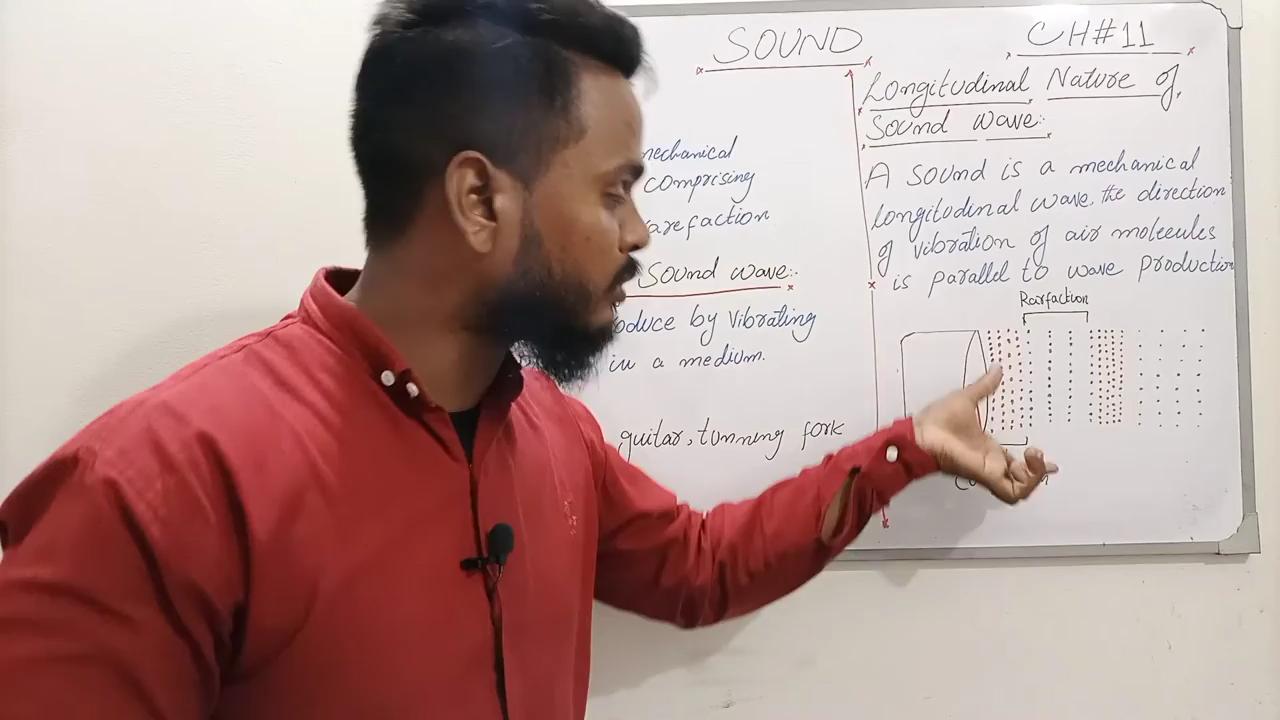 SOUND
CH#11
mechanical
comprising
rarefaction
Sound wave:-
oduce by vibrating
in a medium.
guitar, tunning fork
Longitudinal Nature of
Sound wave:-
A sound is a mechanical
longitudinal wave, the direction
of vibration of air molecules
is parallel to wave production
Rarfaction